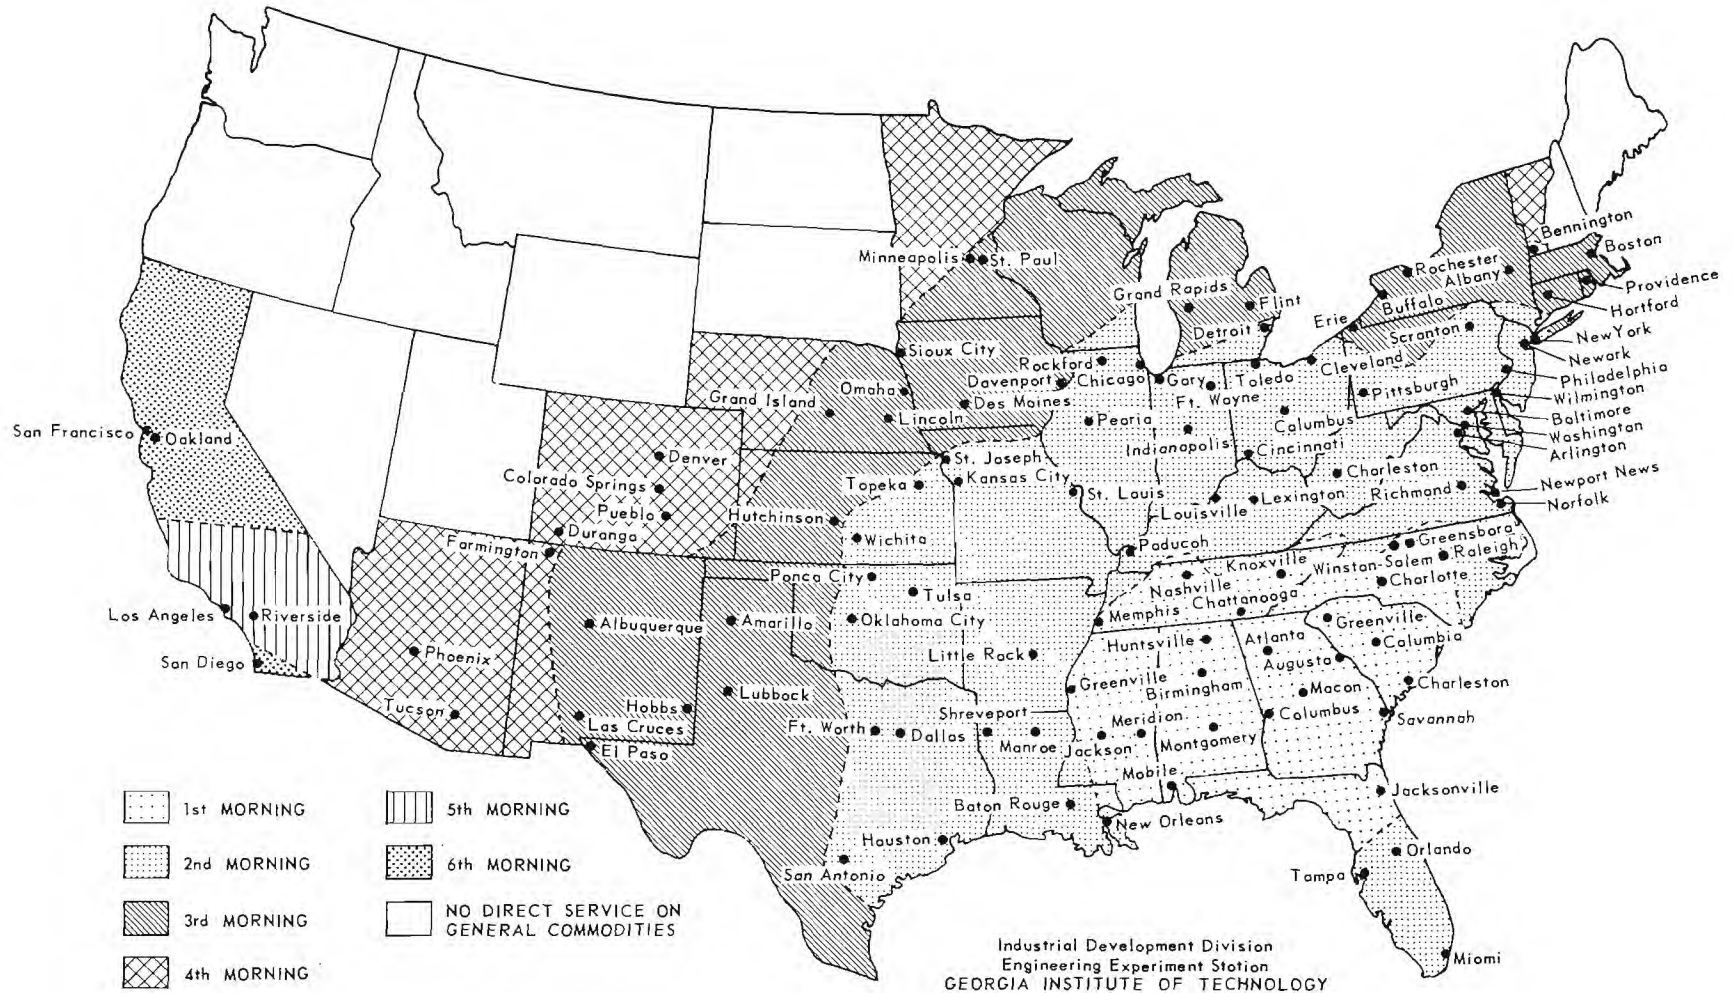 Bennington
Boston
Minneapolis
St. Paul
Rochester
Albany
Providence
Grand Rapids
Flint
Buffalo
Hortford
Detroit
Erie
Scranton
NewYork
Sioux City
Rockford
Cleveland
Newark
Davenport
Chicago
Gary
Toledo
Philadelphia
Omaha
Pittsburgh
Wilmington
Grand Island
Des Moines
Ft. Wayne
Baltimore
Lincoln
Peoria
Columbus
Washington
San Francisco
Oakland
Indianapolis
Cincinnati
Arlington
Denver
St. Joseph
Charleston
Newport News
Colorado Springs
Topeka
Kansas City
St. Louis
Lexington
Richmond
Norfolk
Pueblo
Hutchinson
Louisville
Duranga
Wichita
Paducoh
Greensboro
Farmington
Knoxville
Winston-Salem
Raleigh
Ponca City
Nashville
Charlotte
Tulsa
Los Angeles
Riverside
Memphis
Chattanooga
Albuquerque
Amarillo
Oklahoma City
Greenville
Huntsville
Atlanta
Columbia
San Diego
Phoenix
Little Rock
Augusta
Greenville
Birmingham
Charleston
Lubbock
Macon
Tucson
Hobbs
Shreveport
Meridion
Columbus
Savannah
Las Cruces
Ft. Worth
Dallas
Manroe
Jackson
Montgomery
El Paso
Mobile
Jacksonville
Baton Rouge
New Orleans
Houston
Orlando
San Antonio
Tampa
Miomi
1st MORNING
2nd MORNING
3rd MORNING
4th MORNING
5th MORNING
6th MORNING
NO DIRECT SERVICE ON
GENERAL COMMODITIES
Industrial Development Division
Engineering Experiment Station
GEORGIA INSTITUTE OF TECHNOLOGY